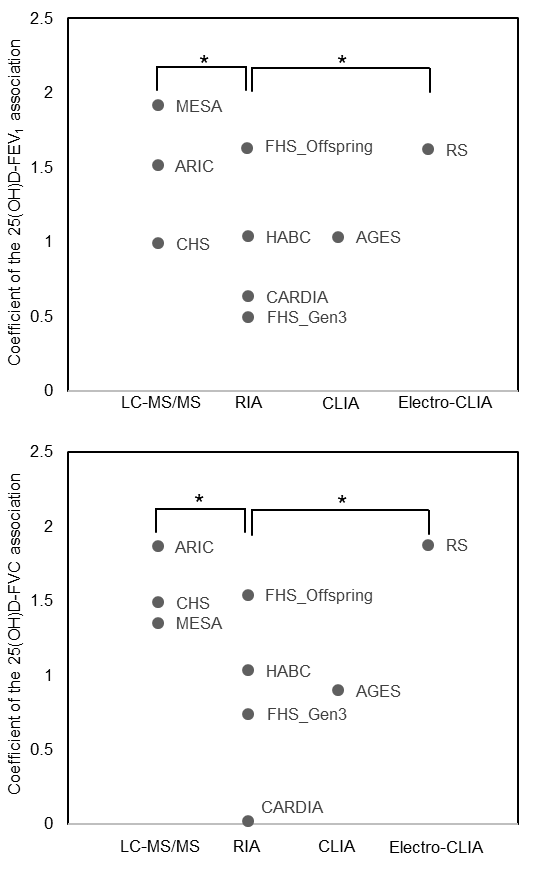 2.5
* *
2
MESA
FHS_Offspring
RS
1.5
ARIC
Coefficient of the 25(OH)D-FEV₁ association
HABC
AGES
1
CHS
CARDIA
0.5
FHS_Gen3
0
LC-MS/MS RIA CLIA Electro-CLIA
2.5
* *
2
ARIC
RS
CHS
FHS_Offspring
1.5
MESA
Coefficient of the 25(OH)D-FVC association
HABC
1
AGES
FHS_Gen3
0.5
CARDIA
0
LC-MS/MS RIA CLIA Electro-CLIA